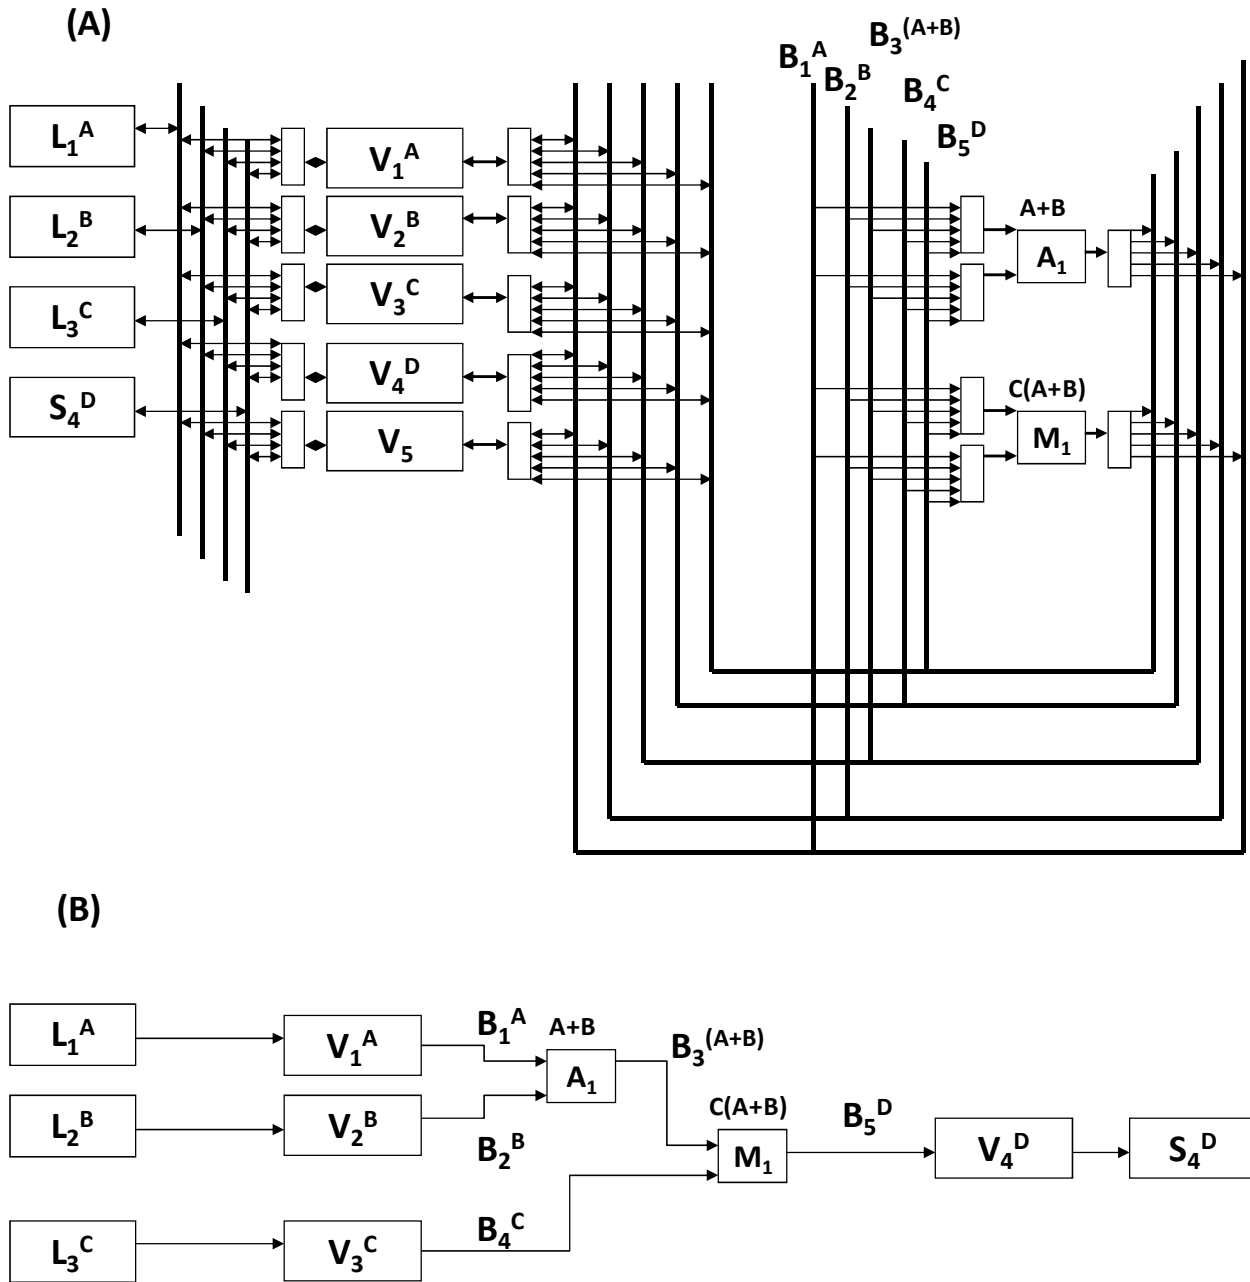 (A)
B₃⁽ᴬ⁺ᴮ⁾
B₁ᴬ
B₂ᴮ
B₄ᶜ
B₅ᴰ
L₁ᴬ
V₁ᴬ
L₂ᴮ
V₂ᴮ
A+B
A₁
L₃ᶜ
V₃ᶜ
S₄ᴰ
V₄ᴰ
C(A+B)
M₁
V₅
(B)
L₁ᴬ
V₁ᴬ
B₁ᴬ
A+B
A₁
B₃⁽ᴬ⁺ᴮ⁾
L₂ᴮ
V₂ᴮ
B₂ᴮ
C(A+B)
M₁
B₅ᴰ
V₄ᴰ
S₄ᴰ
L₃ᶜ
V₃ᶜ
B₄ᶜ